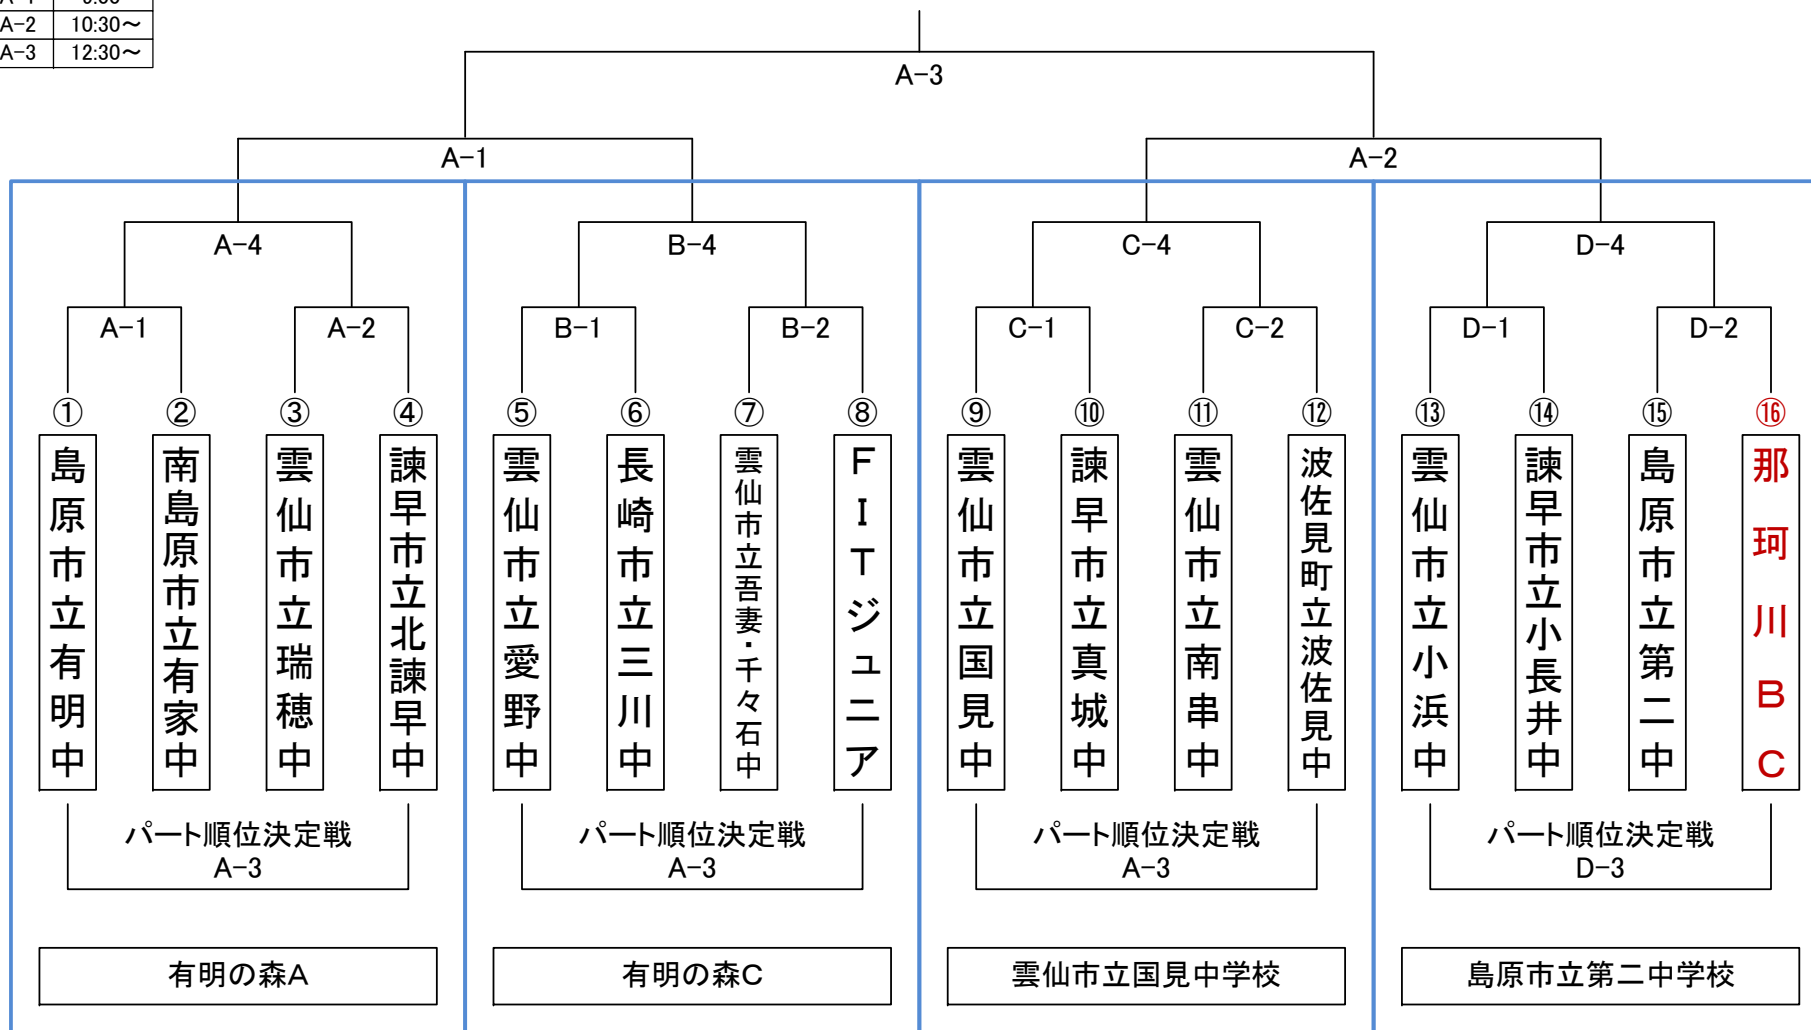 A-2 10:30～
A-3 12:30～
A-3
A-1
A-2
A-4
B-4
C-4
D-4
A-1
A-2
B-1
B-2
C-1
C-2
D-1
D-2
①
②
③
④
⑤
⑥
⑦
⑧
⑨
⑩
⑪
⑫
⑬
⑭
⑮
⑯
島原市立有明中
南島原市立有家中
雲仙市立瑞穂中
諫早市立北諫早中
雲仙市立愛野中
長崎市立三川中
雲仙市立吾妻・千々石中
FITジュニア
雲仙市立国見中
諫早市立真城中
雲仙市立南串中
波佐見町立波佐見中
雲仙市立小浜中
諫早市立小長井中
島原市立第二中
那珂川BC
パート順位決定戦
A-3
パート順位決定戦
A-3
パート順位決定戦
A-3
パート順位決定戦
D-3
有明の森A
有明の森C
雲仙市立国見中学校
島原市立第二中学校